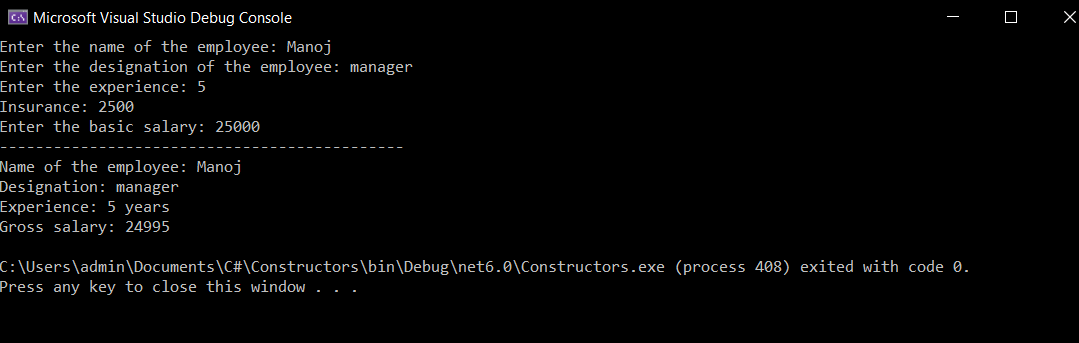 Microsoft Visual Studio Debug Console
Enter the name of the employee: Manoj
Enter the designation of the employee: manager
Enter the experience: 5
Insurance: 2500
Enter the basic salary: 25000
---------------------------------------------
Name of the employee: Manoj
Designation: manager
Experience: 5 years
Gross salary: 24995
C:\Users\admin\Documents\C#\Constructors\bin\Debug\net6.0\Constructors.exe (process 408) exited with code 0.
Press any key to close this window . . .